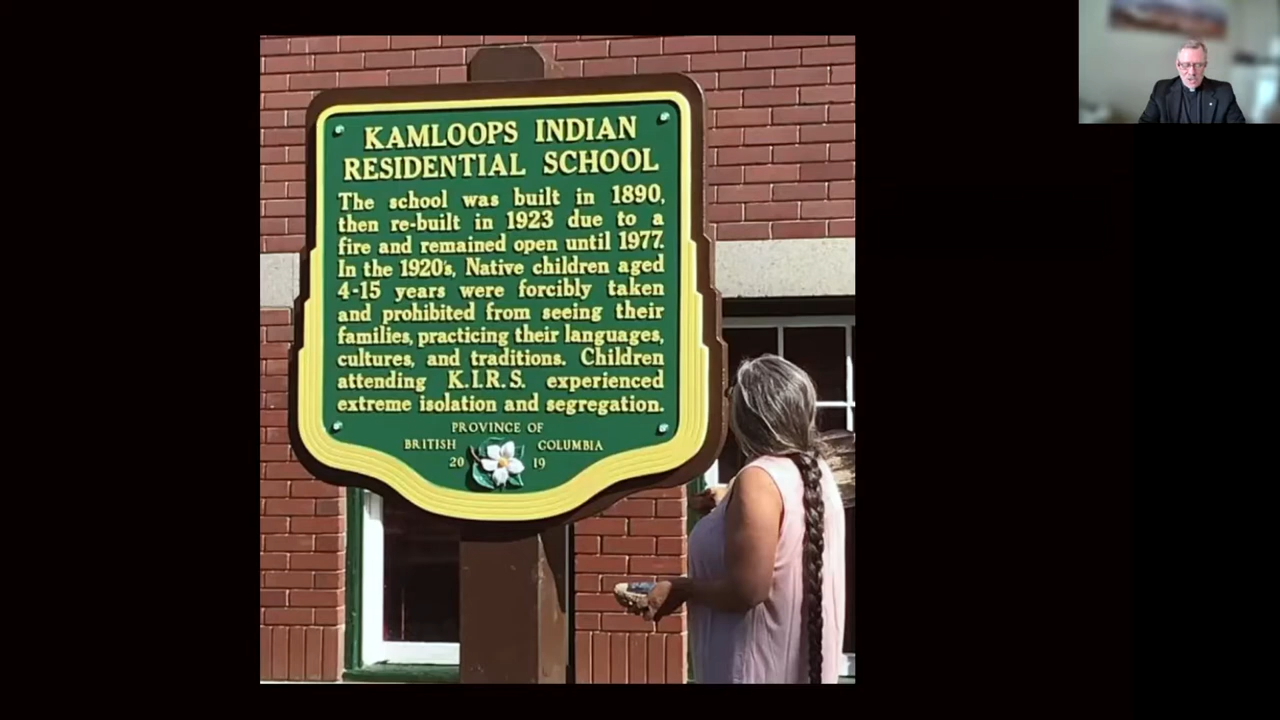 KAMLOOPS INDIAN
RESIDENTIAL SCHOOL
The school was built in 1890,
then re-built in 1923 due to a
fire and remained open until 1977.
In the 1920's, Native children aged
4-15 years were forcibly taken
and prohibited from seeing their
families, practicing their languages,
cultures, and traditions. Children
attending K.I.R.S. experienced
extreme isolation and segregation.
PROVINCE OF
BRITISH COLUMBIA
20 19